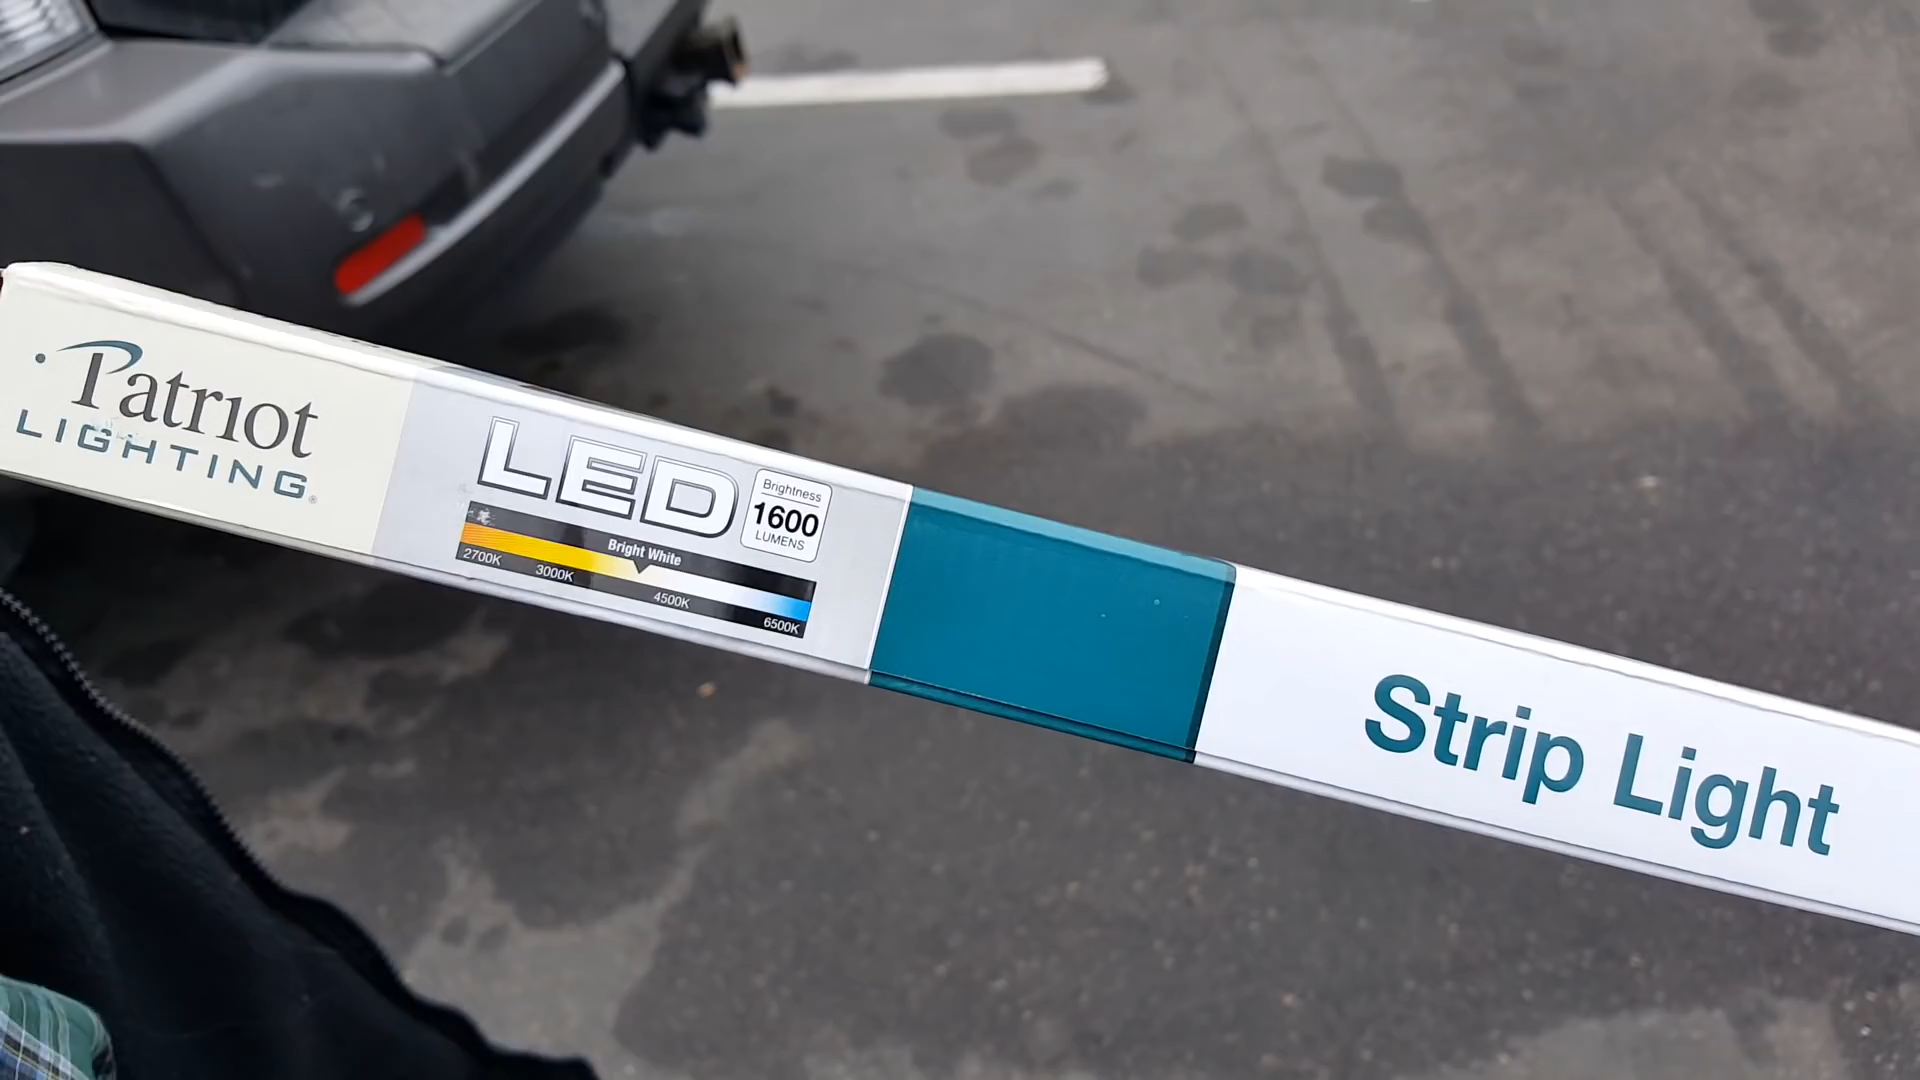 Patriot
LIGHTING®
LED
Brightness
1600
LUMENS
Bright White
2700K
3000K
4500K
6500K
Strip Light